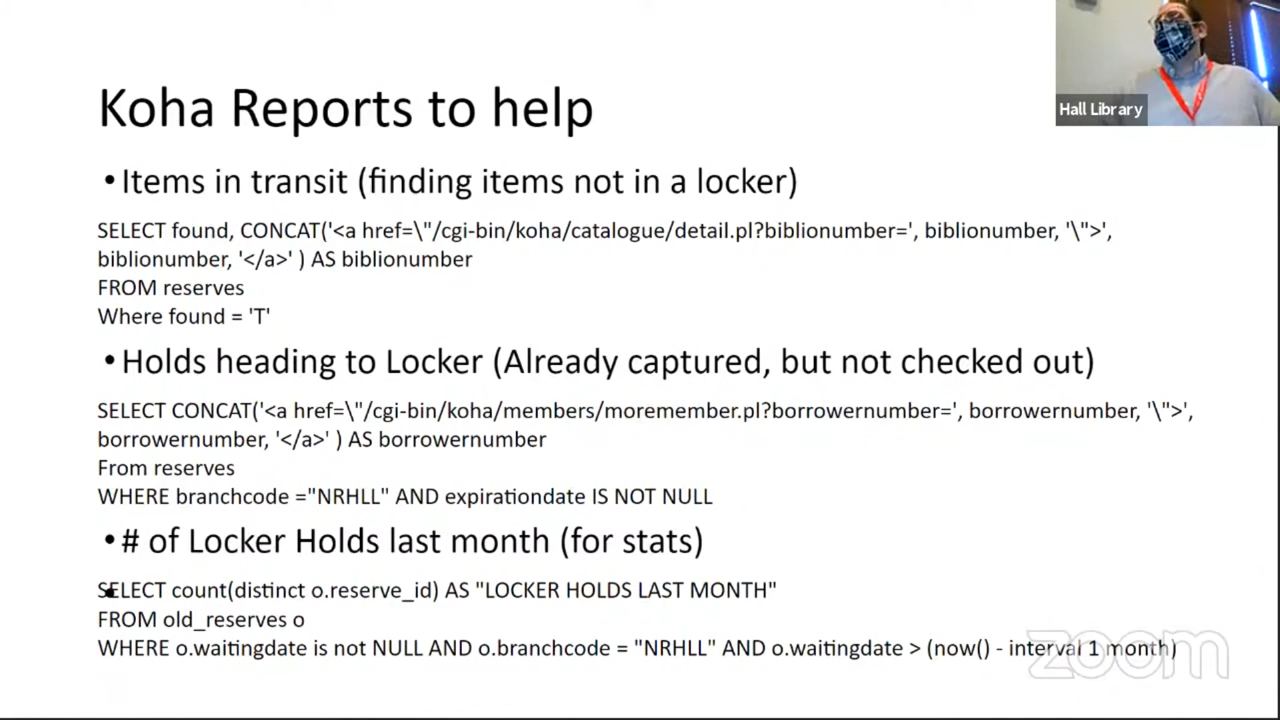 Koha Reports to help
Hall Library
• Items in transit (finding items not in a locker)
SELECT found, CONCAT('<a href=\"/cgi-bin/koha/catalogue/detail.pl?biblionumber=', biblionumber, '\">',
biblionumber, '</a>' ) AS biblionumber
FROM reserves
Where found = 'T'
• Holds heading to Locker (Already captured, but not checked out)
SELECT CONCAT('<a href=\"/cgi-bin/koha/members/moremember.pl?borrowernumber=', borrowernumber, '\">',
borrowernumber, '</a>' ) AS borrowernumber
From reserves
WHERE branchcode ="NRHLL" AND expirationdate IS NOT NULL
• # of Locker Holds last month (for stats)
SELECT count(distinct o.reserve_id) AS "LOCKER HOLDS LAST MONTH"
FROM old_reserves o
WHERE o.waitingdate is not NULL AND o.branchcode = "NRHLL" AND o.waitingdate > (now() - interval 1 month)
zoom